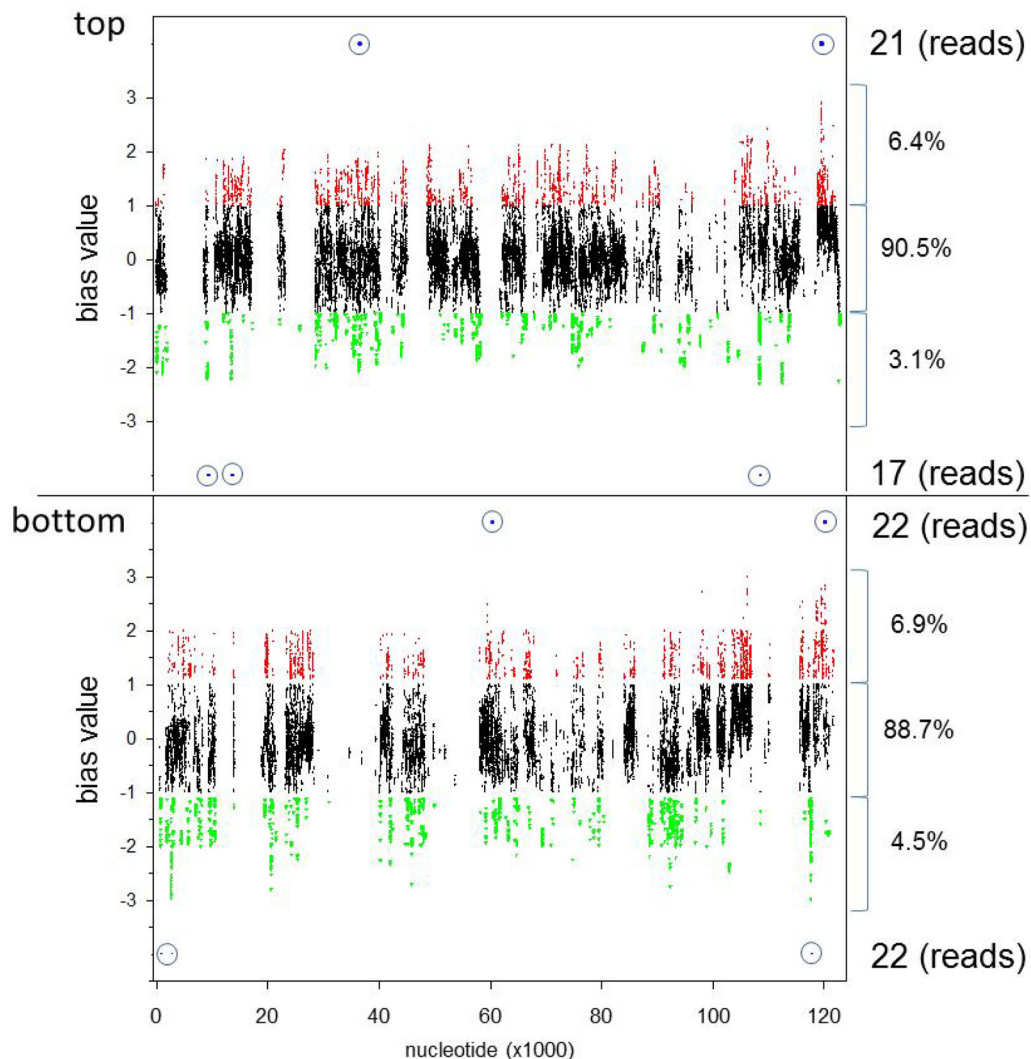 top
21 (reads)
3
2
1
0
-1
-2
-3
bias value
6.4%
90.5%
3.1%
17 (reads)
bottom
22 (reads)
3
2
1
0
-1
-2
-3
bias value
6.9%
88.7%
4.5%
22 (reads)
0 20 40 60 80 100 120
nucleotide (x1000)